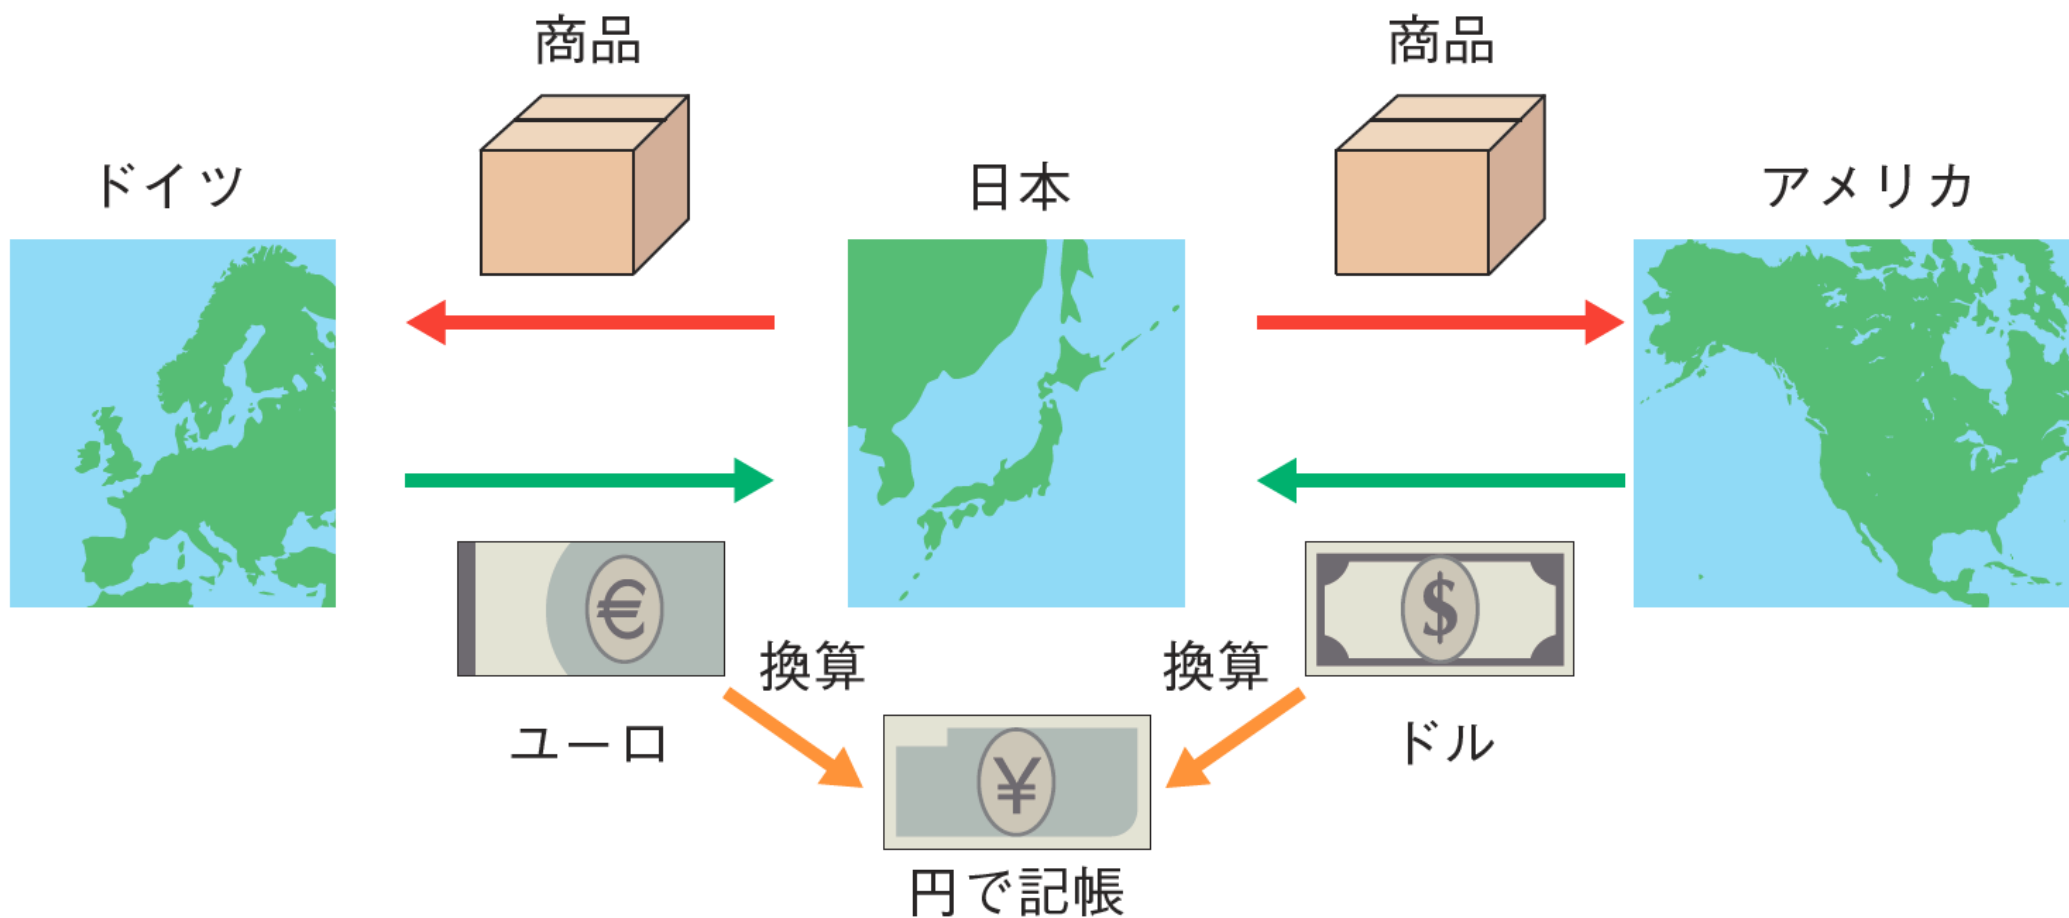 商品
商品
ドイツ
日本
アメリカ
€
$
換算
換算
ユーロ
¥
ドル
円で記帳